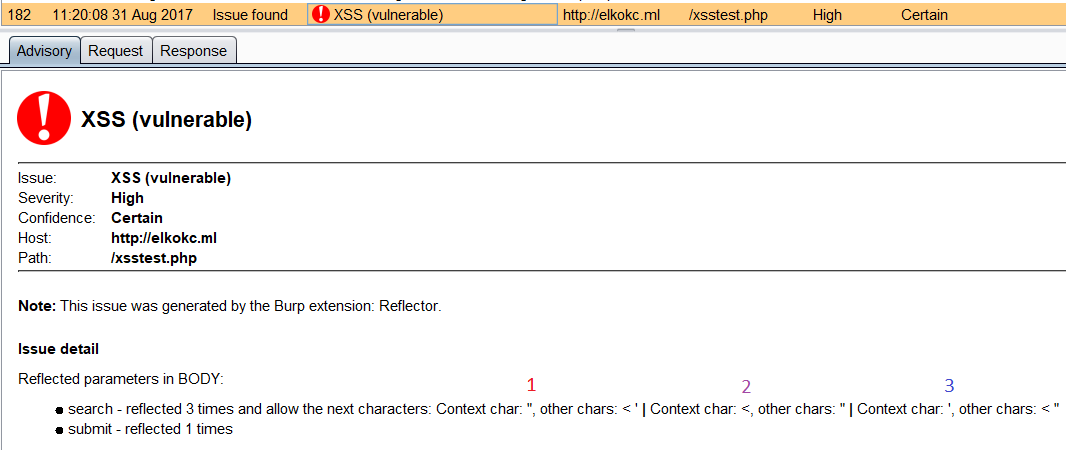 182 11:20:08 31 Aug 2017 Issue found XSS (vulnerable) http://elkokc.ml /xsstest.php High Certain
Advisory Request Response
XSS (vulnerable)
Issue: XSS (vulnerable)
Severity: High
Confidence: Certain
Host: http://elkokc.ml
Path: /xsstest.php
Note: This issue was generated by the Burp extension: Reflector.
Issue detail
Reflected parameters in BODY:
1 2 3
● search - reflected 3 times and allow the next characters: Context char: ", other chars: < ' | Context char: <, other chars: " | Context char: ', other chars: < "
● submit - reflected 1 times